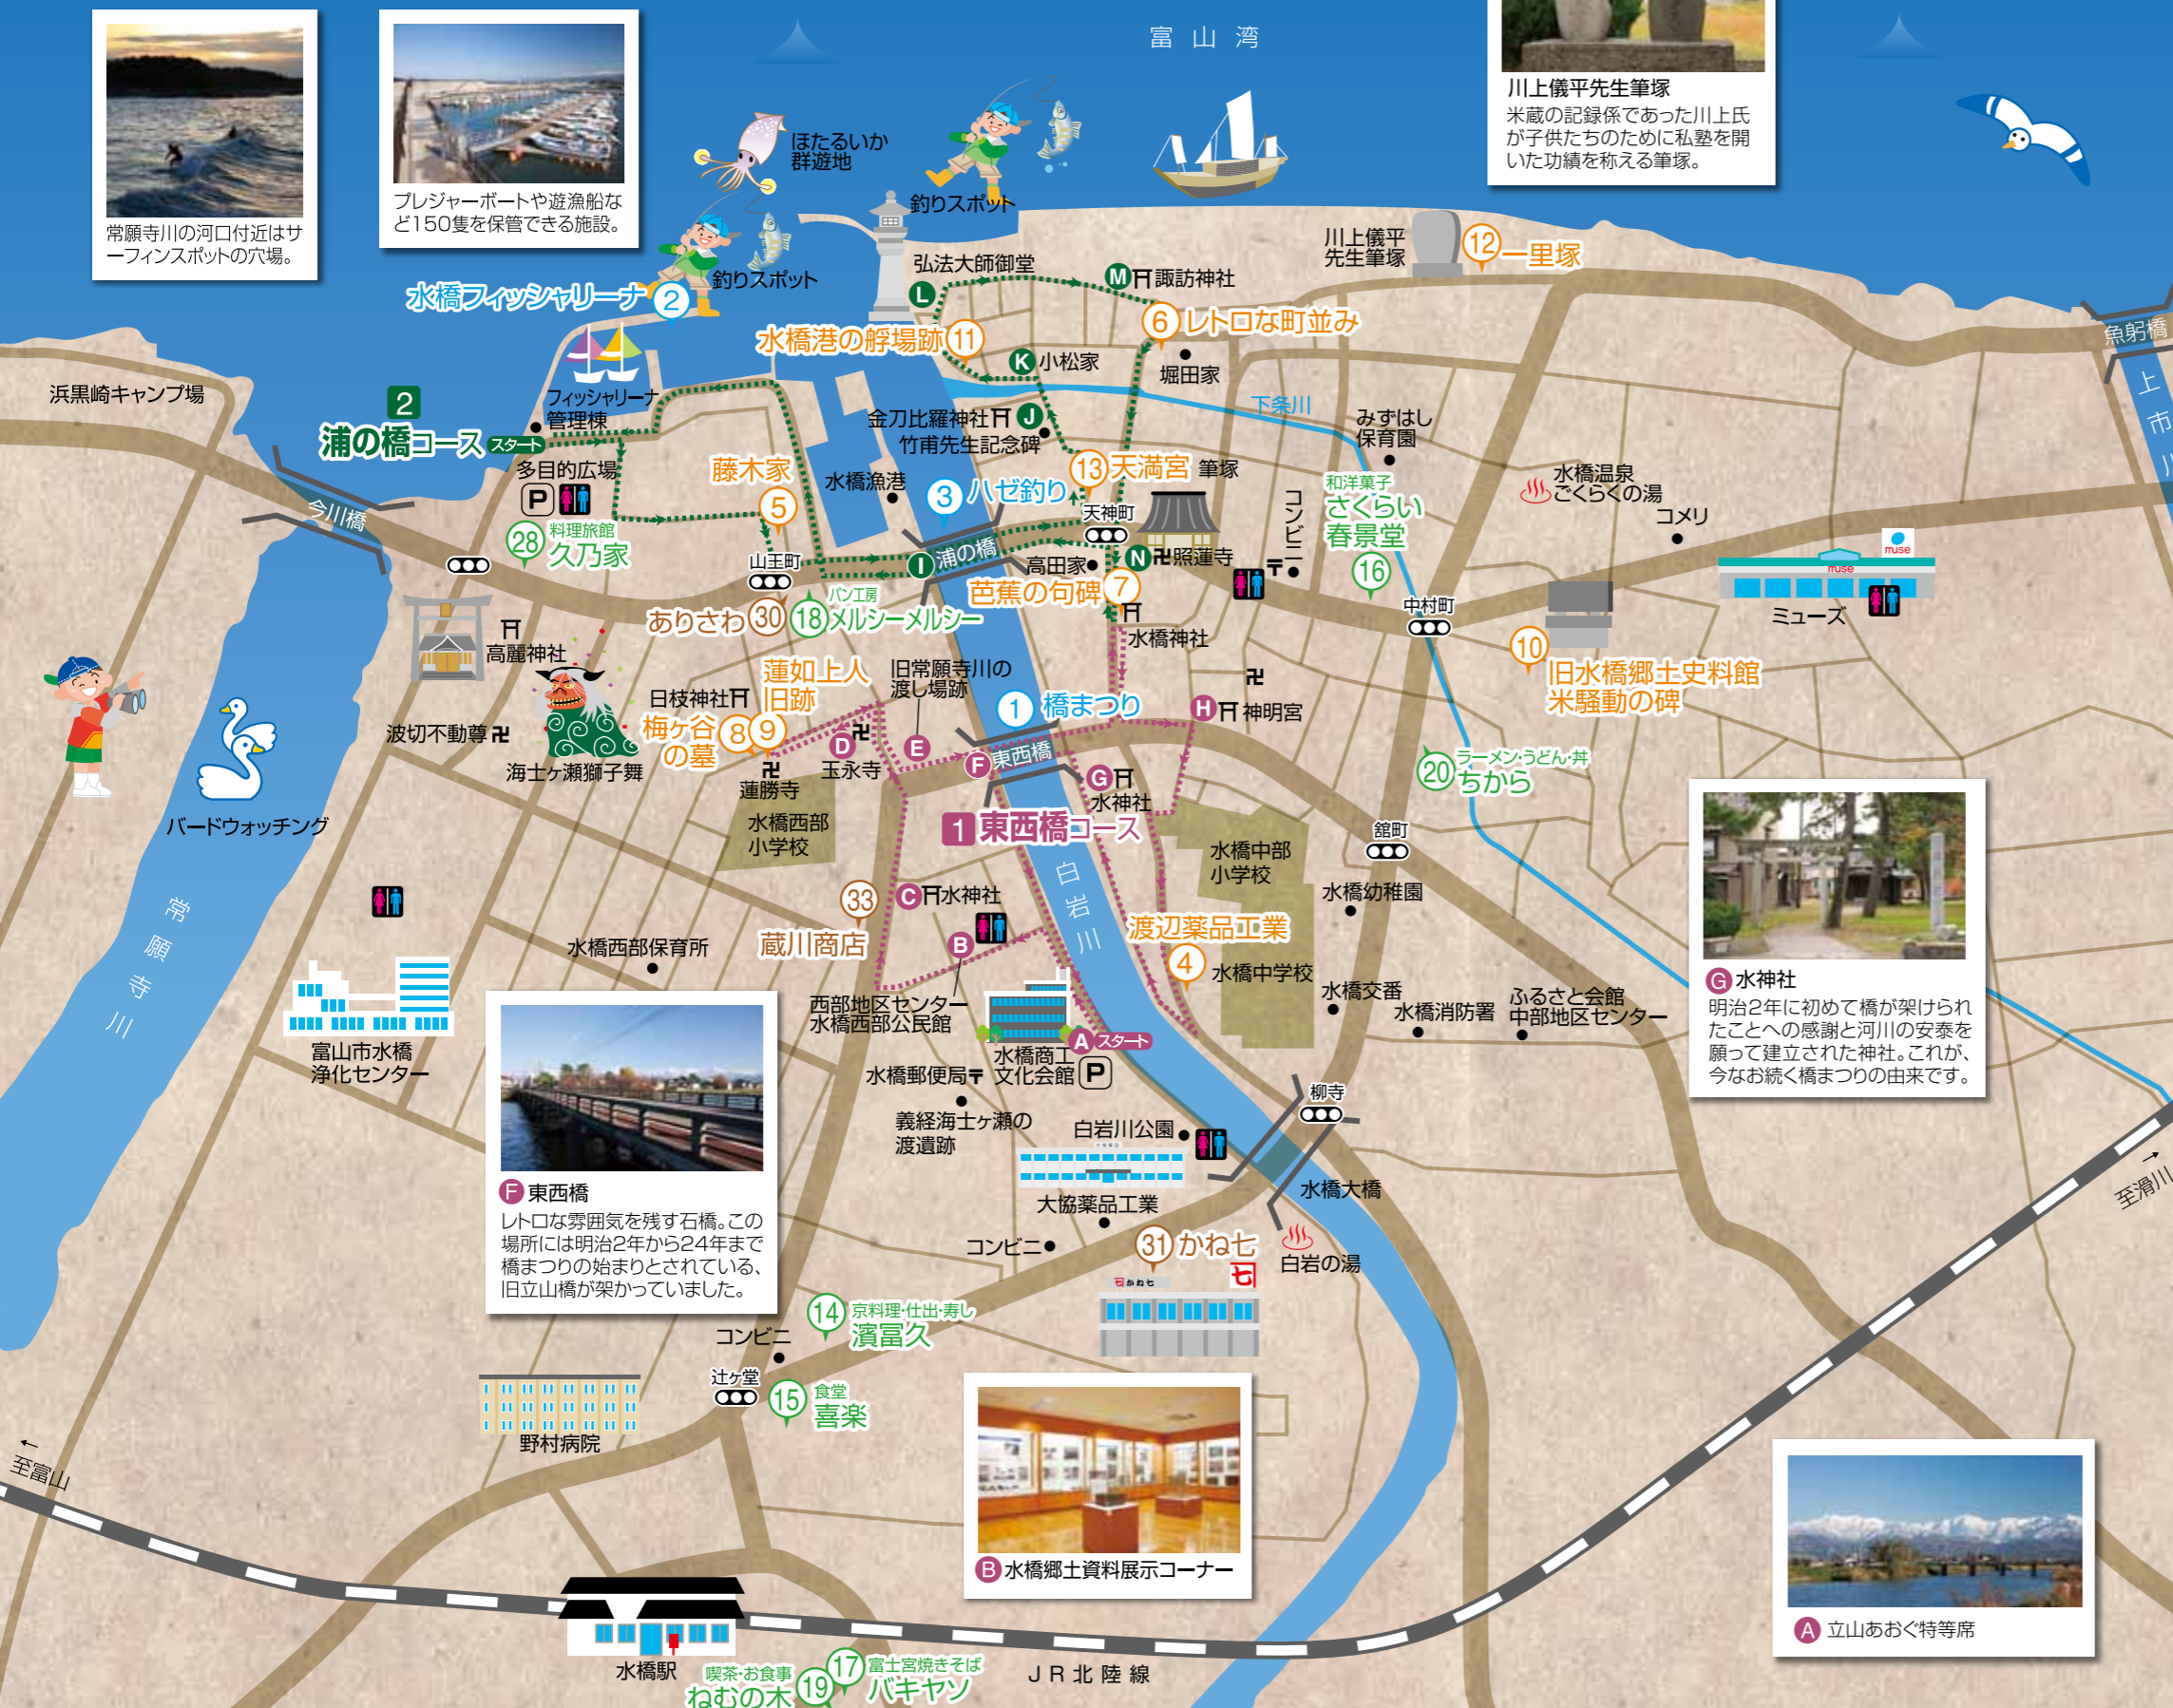 富山湾
常願寺川の河口付近はサ
ーフィンスポットの穴場。
プレジャーボートや遊漁船な
ど150隻を保管できる施設。
川上儀平先生筆塚
米蔵の記録係であった川上氏
が子供たちのために私塾を開
いた功績を称える筆塚。
ほたるいか
群遊地
釣りスポット
釣りスポット
水橋フィッシャリーナ 2
弘法大師御堂
L
M 諏訪神社
川上儀平
先生筆塚
12 一里塚
水橋港の艀場跡 11
6 レトロな町並み
魚躬橋
上市川
K 小松家
堀田家
浜黒崎キャンプ場
フィッシャリーナ
管理棟
2
浦の橋コース スタート
金刀比羅神社 J
竹甫先生記念碑
下条川
みずはし
保育園
多目的広場
P
藤木家
5
水橋漁港
3 ハゼ釣り
13 天満宮 筆塚
天神町
コンビニ
和洋菓子
さくらい
春景堂
16
水橋温泉
ごくらくの湯
コメリ
muse
muse
ミューズ
今川橋
28 料理旅館
久乃家
山王町
I 浦の橋
高田家
N 卍照蓮寺
芭蕉の句碑 7
〒
ありさわ 30
18 パン工房
メルシーメルシー
水橋神社
中村町
10
旧水橋郷土史料館
米騒動の碑
高麗神社
海士ヶ瀬獅子舞
波切不動尊卍
日枝神社
蓮如上人
旧跡
梅ヶ谷
の墓
8 9
卍
蓮勝寺
旧常願寺川の
渡し場跡
1 橋まつり
卍
H 神明宮
D 卍
玉永寺
E
F 東西橋
G
水神社
1 東西橋コース
20 ラーメン・うどん・丼
ちから
バードウォッチング
常願寺川
水橋西部
小学校
白岩川
水橋中部
小学校
舘町
水橋幼稚園
33
蔵川商店
C 水神社
B
水橋西部保育所
渡辺薬品工業
4
水橋中学校
水橋交番
水橋消防署
ふるさと会館
中部地区センター
G 水神社
明治2年に初めて橋が架けられ
たことへの感謝と河川の安泰を
願って建立された神社。これが、
今なお続く橋まつりの由来です。
富山市水橋
浄化センター
西部地区センター
水橋西部公民館
A スタート
水橋商工
文化会館 P
水橋郵便局〒
義経海士ヶ瀬の
渡遺跡
白岩川公園
柳寺
F 東西橋
レトロな雰囲気を残す石橋。この
場所には明治2年から24年まで
橋まつりの始まりとされている、
旧立山橋が架かっていました。
大協薬品工業
水橋大橋
至滑川
→
コンビニ
31 かね七
かね七
白岩の湯
14 京料理・仕出・寿し
濱冨久
コンビニ
辻ヶ堂
15 食堂
喜楽
野村病院
←
至富山
B 水橋郷土資料展示コーナー
A 立山あおぐ特等席
水橋駅
JR北陸線
喫茶・お食事
ねむの木 19
17 富士宮焼きそば
バキヤソ